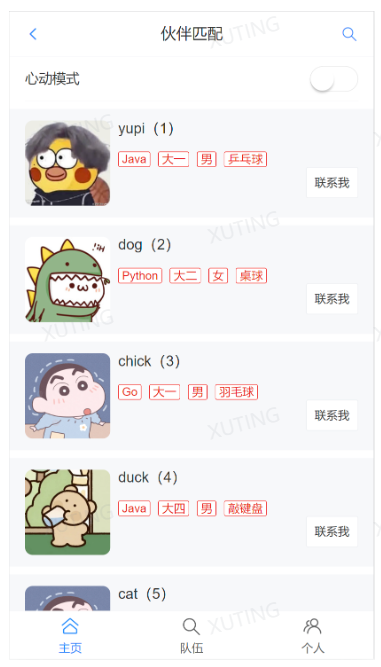 伙伴匹配
心动模式
yupi（1）
Java 大一 男 乒乓球
联系我
dog（2）
Python 大二 女 桌球
联系我
chick（3）
Go 大一 男 羽毛球
联系我
duck（4）
Java 大四 男 敲键盘
联系我
cat（5）
主页 队伍 个人
XUTING
XUTING
XUTING
XUTING
XUTING